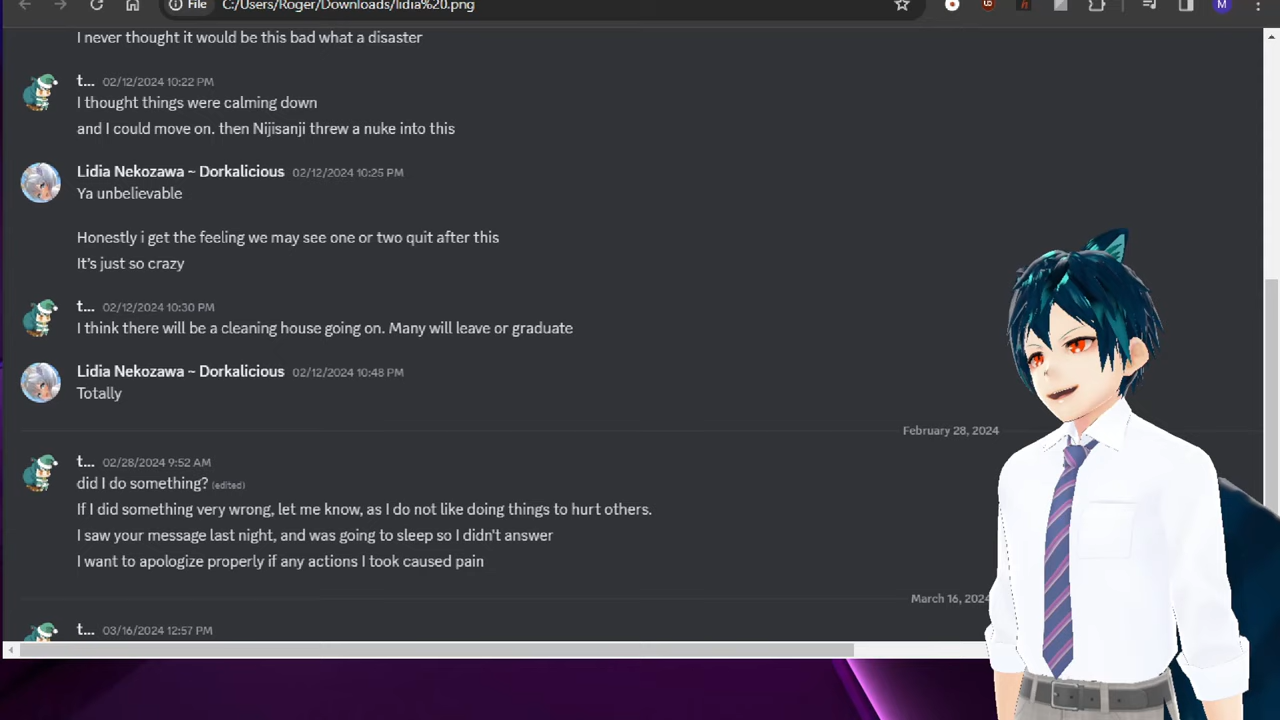 File
C:/Users/Roger/Downloads/lidia%20.png
M
I never thought it would be this bad what a disaster
t... 02/12/2024 10:22 PM
I thought things were calming down
and I could move on. then Nijisanji threw a nuke into this
Lidia Nekozawa ~ Dorkalicious 02/12/2024 10:25 PM
Ya unbelievable
Honestly i get the feeling we may see one or two quit after this
It's just so crazy
t... 02/12/2024 10:30 PM
I think there will be a cleaning house going on. Many will leave or graduate
Lidia Nekozawa ~ Dorkalicious 02/12/2024 10:48 PM
Totally
February 28, 2024
t... 02/28/2024 9:52 AM
did I do something? (edited)
If I did something very wrong, let me know, as I do not like doing things to hurt others.
I saw your message last night, and was going to sleep so I didn't answer
I want to apologize properly if any actions I took caused pain
March 16, 2024
t... 03/16/2024 12:57 PM